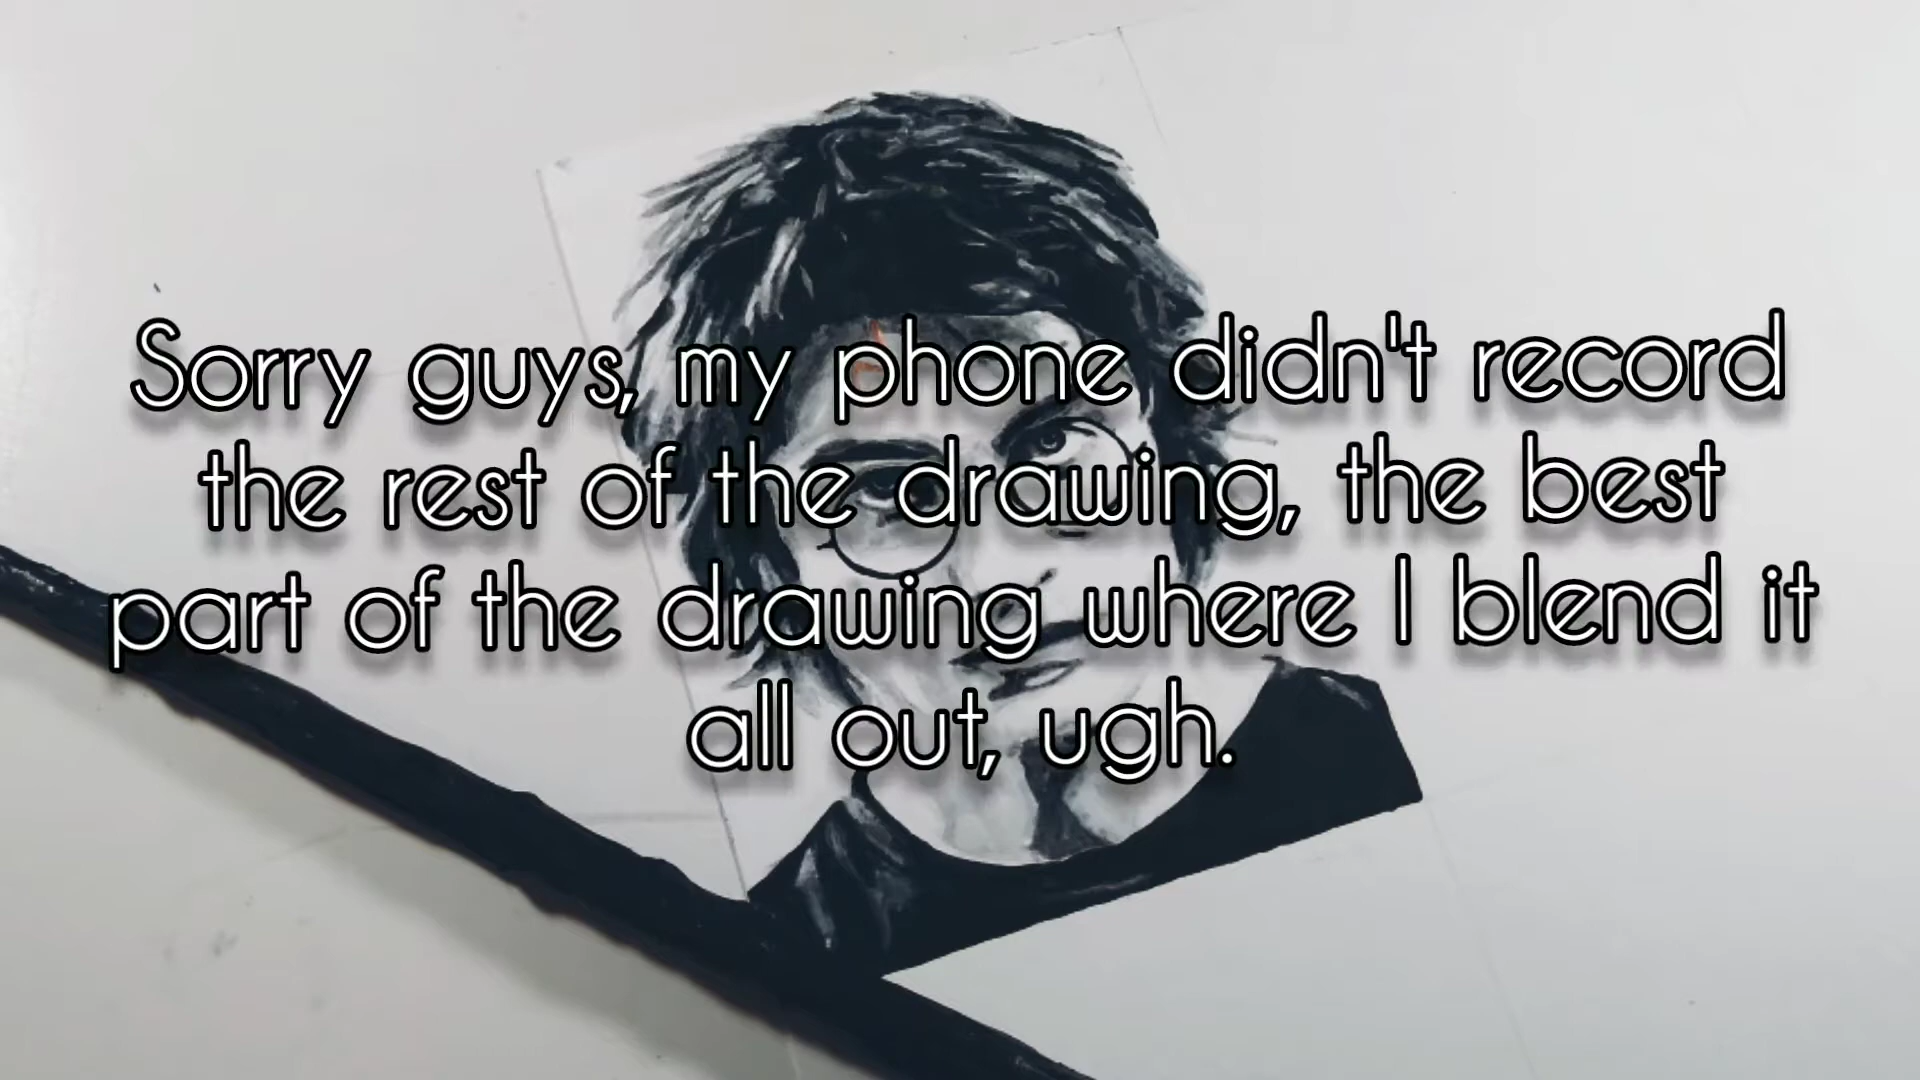 Sorry guys, my phone didn't record
the rest of the drawing, the best
part of the drawing where I blend it
all out, ugh.